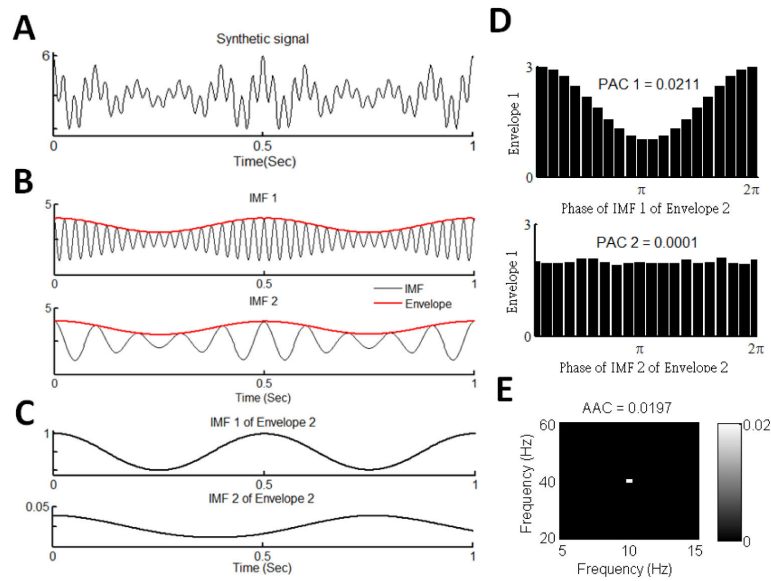 A
Synthetic signal
6
0
0.5
1
Time(Sec)
B
IMF 1
5
0
0.5
1
IMF
Envelope
IMF 2
5
0
0.5
1
Time (Sec)
C
IMF 1 of Envelope 2
1
0
0.5
1
Time (Sec)
IMF 2 of Envelope 2
0.05
0
0.5
1
D
3
PAC 1 = 0.0211
Envelope 1
0
π
2π
Phase of IMF 1 of Envelope 2
3
PAC 2 = 0.0001
Envelope 1
0
π
2π
Phase of IMF 2 of Envelope 2
E
AAC = 0.0197
60
40
20
Frequency (Hz)
5
10
15
Frequency (Hz)
0.02
0